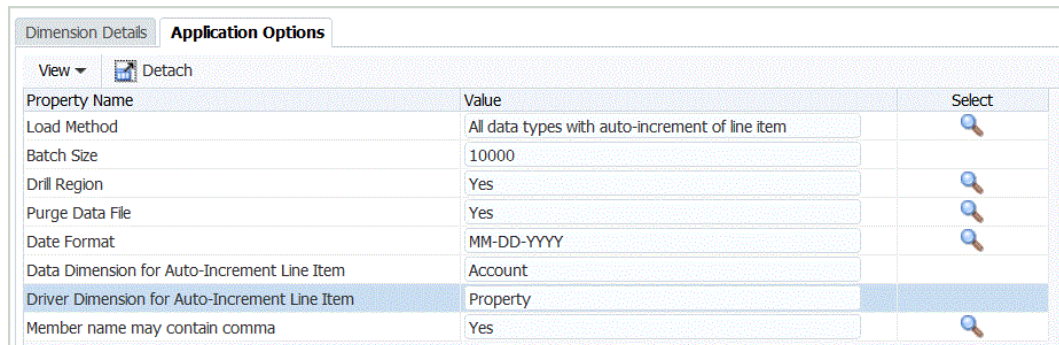 Dimension Details Application Options
View Detach
Property Name Value Select
Load Method All data types with auto-increment of line item
Batch Size 10000
Drill Region Yes
Purge Data File Yes
Date Format MM-DD-YYYY
Data Dimension for Auto-Increment Line Item Account
Driver Dimension for Auto-Increment Line Item Property
Member name may contain comma Yes